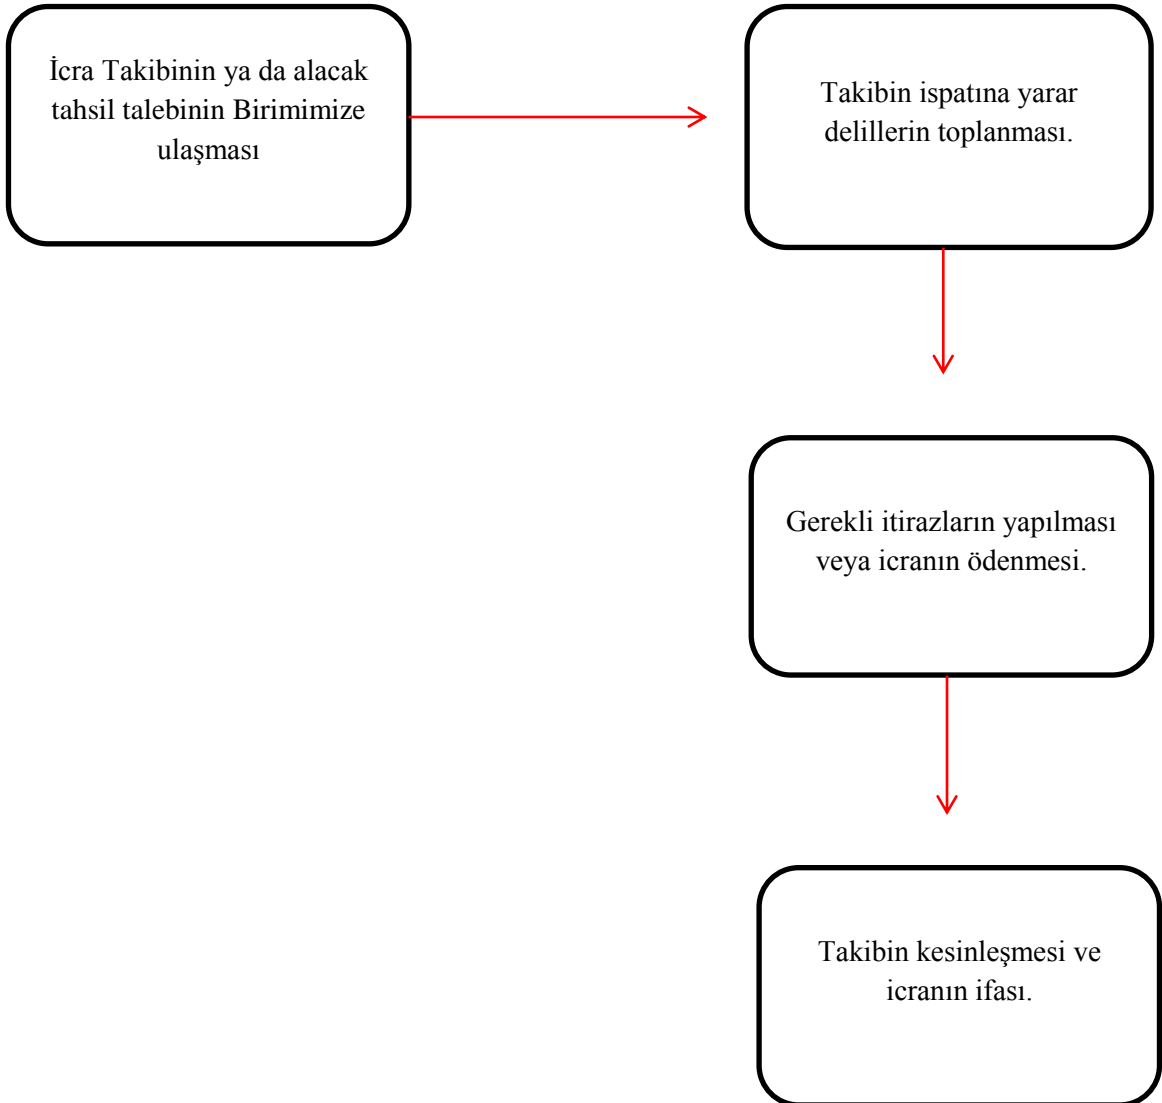 İcra Takibinin ya da alacak
tahsil talebinin Birimimize
ulaşması
Takibin ispatına yarar
delillerin toplanması.
Gerekli itirazların yapılması
veya icranın ödenmesi.
Takibin kesinleşmesi ve
icranın ifası.